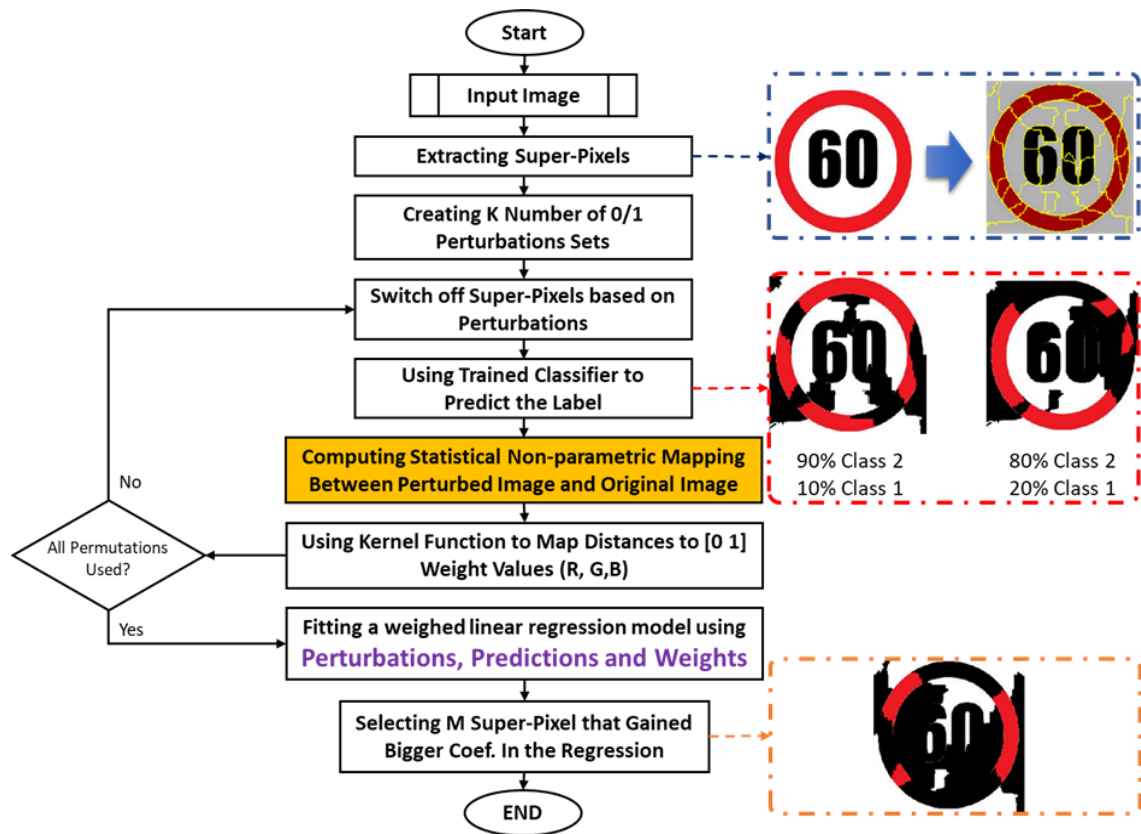 Start
Input Image
Extracting Super-Pixels
60
60
Creating K Number of 0/1
Perturbations Sets
Switch off Super-Pixels based on
Perturbations
60
60
Using Trained Classifier to
Predict the Label
90% Class 2
10% Class 1
80% Class 2
20% Class 1
Computing Statistical Non-parametric Mapping
Between Perturbed Image and Original Image
Using Kernel Function to Map Distances to [0 1]
Weight Values (R, G,B)
All Permutations
Used?
No
Yes
Fitting a weighed linear regression model using
Perturbations, Predictions and Weights
Selecting M Super-Pixel that Gained
Bigger Coef. In the Regression
60
END